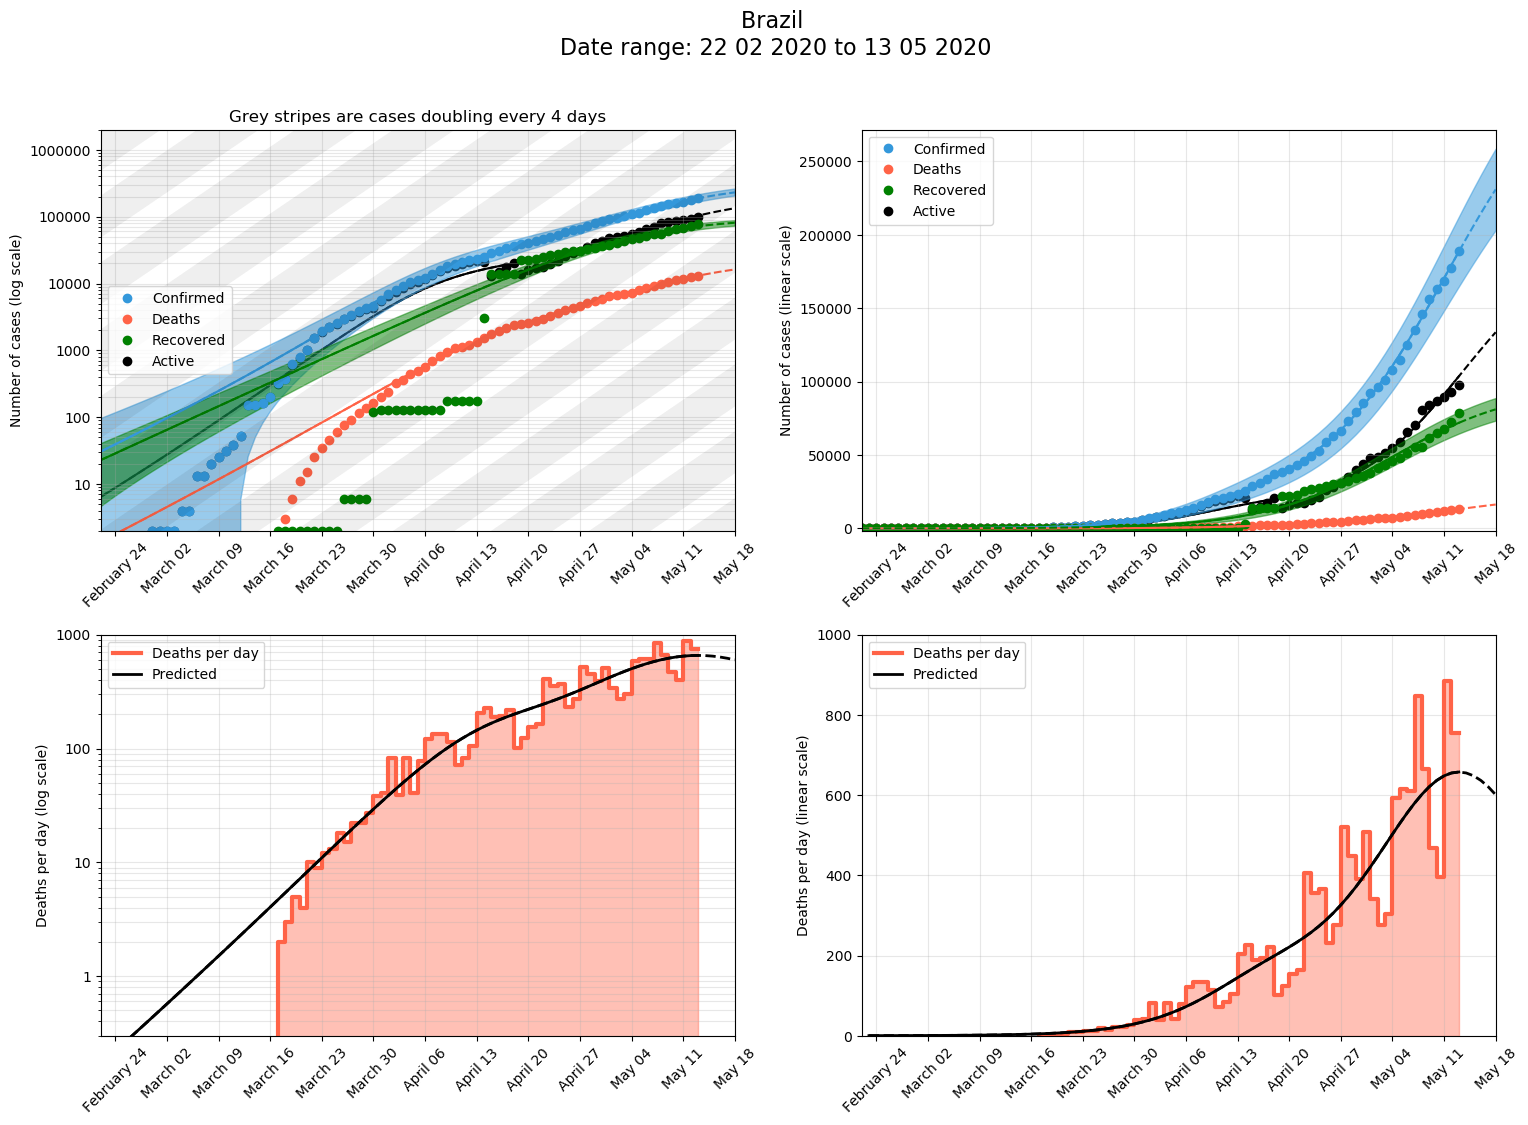 Brazil
Date range: 22 02 2020 to 13 05 2020
Grey stripes are cases doubling every 4 days
Number of cases (log scale)
1000000
100000
10000
1000
100
10
Confirmed
Deaths
Recovered
Active
February 24
March 02
March 09
March 16
March 23
March 30
April 06
April 13
April 20
April 27
May 04
May 11
May 18
Number of cases (linear scale)
250000
200000
150000
100000
50000
0
Confirmed
Deaths
Recovered
Active
February 24
March 02
March 09
March 16
March 23
March 30
April 06
April 13
April 20
April 27
May 04
May 11
May 18
Deaths per day (log scale)
1000
100
10
1
Deaths per day
Predicted
February 24
March 02
March 09
March 16
March 23
March 30
April 06
April 13
April 20
April 27
May 04
May 11
May 18
Deaths per day (linear scale)
1000
800
600
400
200
0
Deaths per day
Predicted
February 24
March 02
March 09
March 16
March 23
March 30
April 06
April 13
April 20
April 27
May 04
May 11
May 18